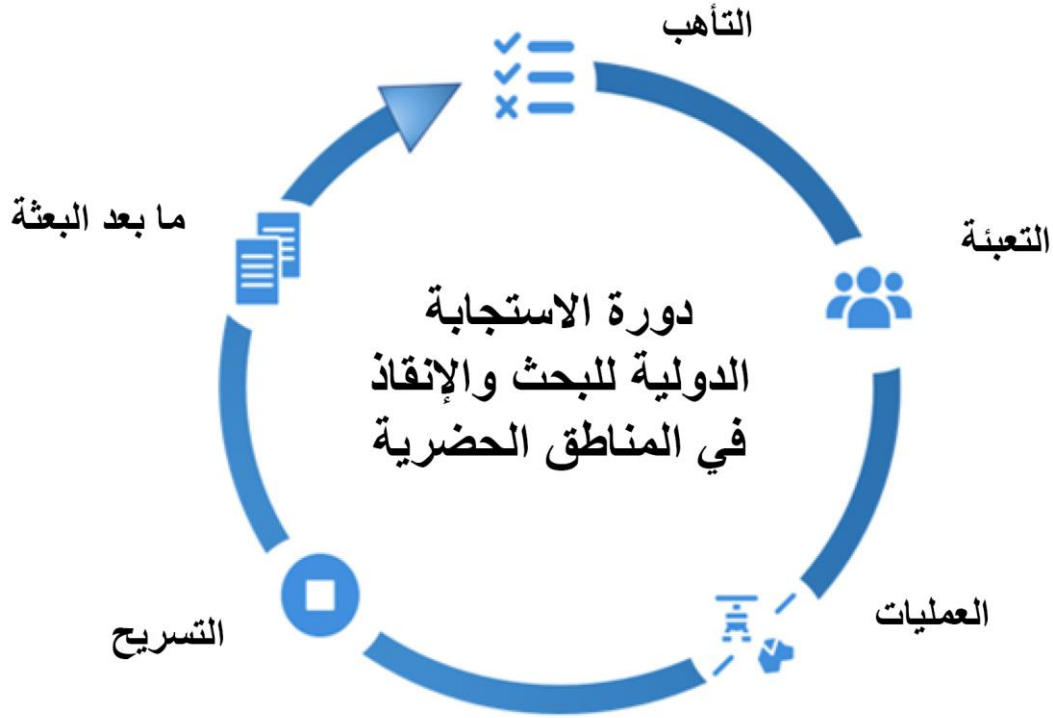 التأهب
التعبئة
العمليات
التسريح
ما بعد البعثة
دورة الاستجابة
الدولية للبحث والإنقاذ
في المناطق الحضرية